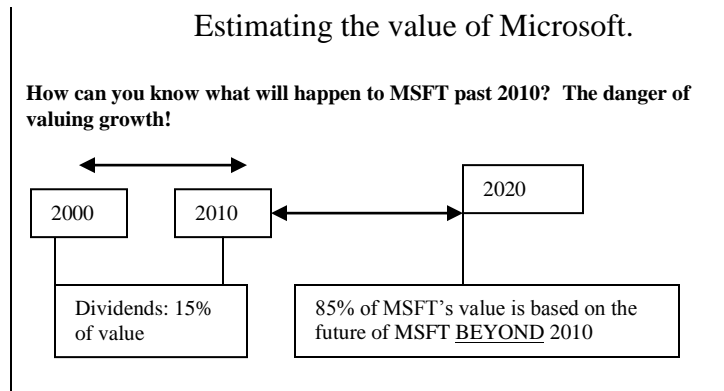 Estimating the value of Microsoft.
How can you know what will happen to MSFT past 2010? The danger of
valuing growth!
2000
2010
2020
Dividends: 15%
of value
85% of MSFT's value is based on the
future of MSFT BEYOND 2010